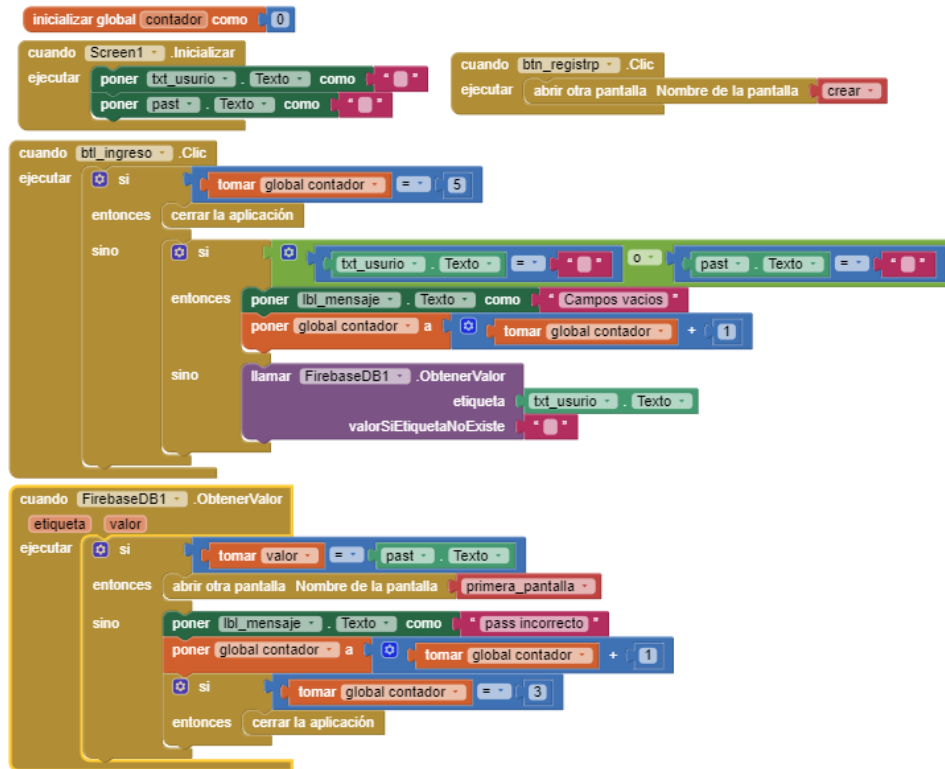 inicializar global contador como 0
cuando Screen1 .Inicializar
ejecutar poner txt_usurio . Texto como " "
poner past . Texto como " "
cuando btn_registrp .Clic
ejecutar abrir otra pantalla Nombre de la pantalla crear
cuando btl_ingreso .Clic
ejecutar si tomar global contador = 5
entonces cerrar la aplicación
sino si txt_usurio . Texto = " " o past . Texto = " "
entonces poner lbl_mensaje . Texto como " Campos vacios "
poner global contador a tomar global contador + 1
sino llamar FirebaseDB1 .ObtenerValor
etiqueta txt_usurio . Texto
valorSiEtiquetaNoExiste " "
cuando FirebaseDB1 .ObtenerValor
etiqueta valor
ejecutar si tomar valor = past . Texto
entonces abrir otra pantalla Nombre de la pantalla primera_pantalla
sino poner lbl_mensaje . Texto como " pass incorrecto "
poner global contador a tomar global contador + 1
si tomar global contador = 3
entonces cerrar la aplicación